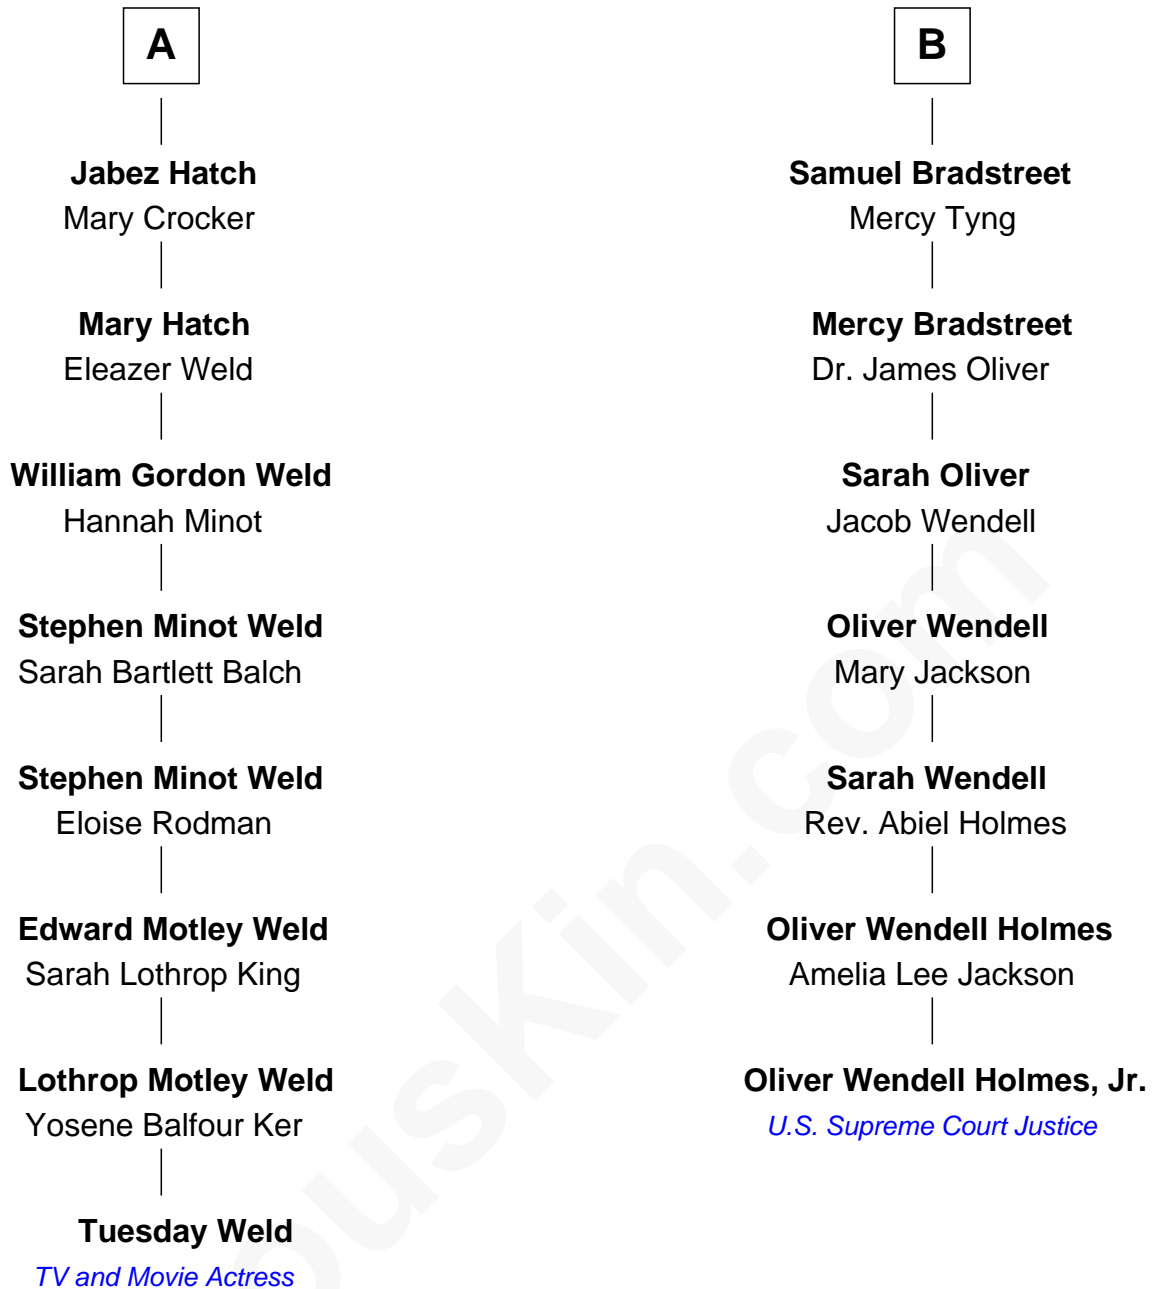 A
Jabez Hatch
Mary Crocker
Mary Hatch
Eleazer Weld
William Gordon Weld
Hannah Minot
Stephen Minot Weld
Sarah Bartlett Balch
Stephen Minot Weld
Eloise Rodman
Edward Motley Weld
Sarah Lothrop King
Lothrop Motley Weld
Yosene Balfour Ker
Tuesday Weld
TV and Movie Actress
B
Samuel Bradstreet
Mercy Tyng
Mercy Bradstreet
Dr. James Oliver
Sarah Oliver
Jacob Wendell
Oliver Wendell
Mary Jackson
Sarah Wendell
Rev. Abiel Holmes
Oliver Wendell Holmes
Amelia Lee Jackson
Oliver Wendell Holmes, Jr.
U.S. Supreme Court Justice
ousKin.com